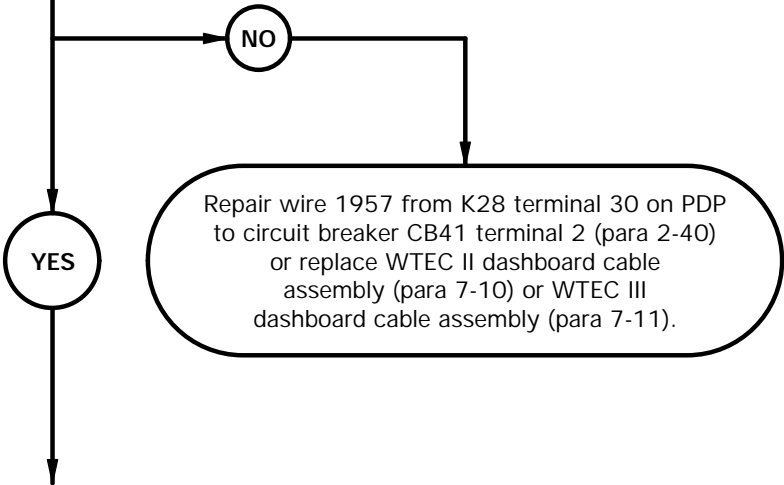 NO
YES
Repair wire 1957 from K28 terminal 30 on PDP
to circuit breaker CB41 terminal 2 (para 2-40)
or replace WTEC II dashboard cable
assembly (para 7-10) or WTEC III
dashboard cable assembly (para 7-11).